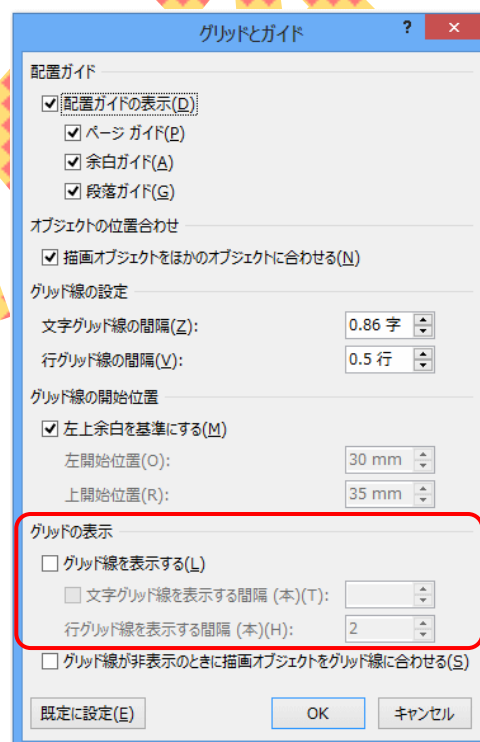 グリッドとガイド ? ×
配置ガイド
配置ガイドの表示(D)
ページ ガイド(P)
余白ガイド(A)
段落ガイド(G)
オブジェクトの位置合わせ
描画オブジェクトをほかのオブジェクトに合わせる(N)
グリッド線の設定
文字グリッド線の間隔(Z): 0.86 字
行グリッド線の間隔(V): 0.5 行
グリッド線の開始位置
左上余白を基準にする(M)
左開始位置(O): 30 mm
上開始位置(R): 35 mm
グリッドの表示
グリッド線を表示する(L)
文字グリッド線を表示する間隔 (本)(T):
行グリッド線を表示する間隔 (本)(H): 2
グリッド線が非表示のときに描画オブジェクトをグリッド線に合わせる(S)
既定に設定(E) OK キャンセル